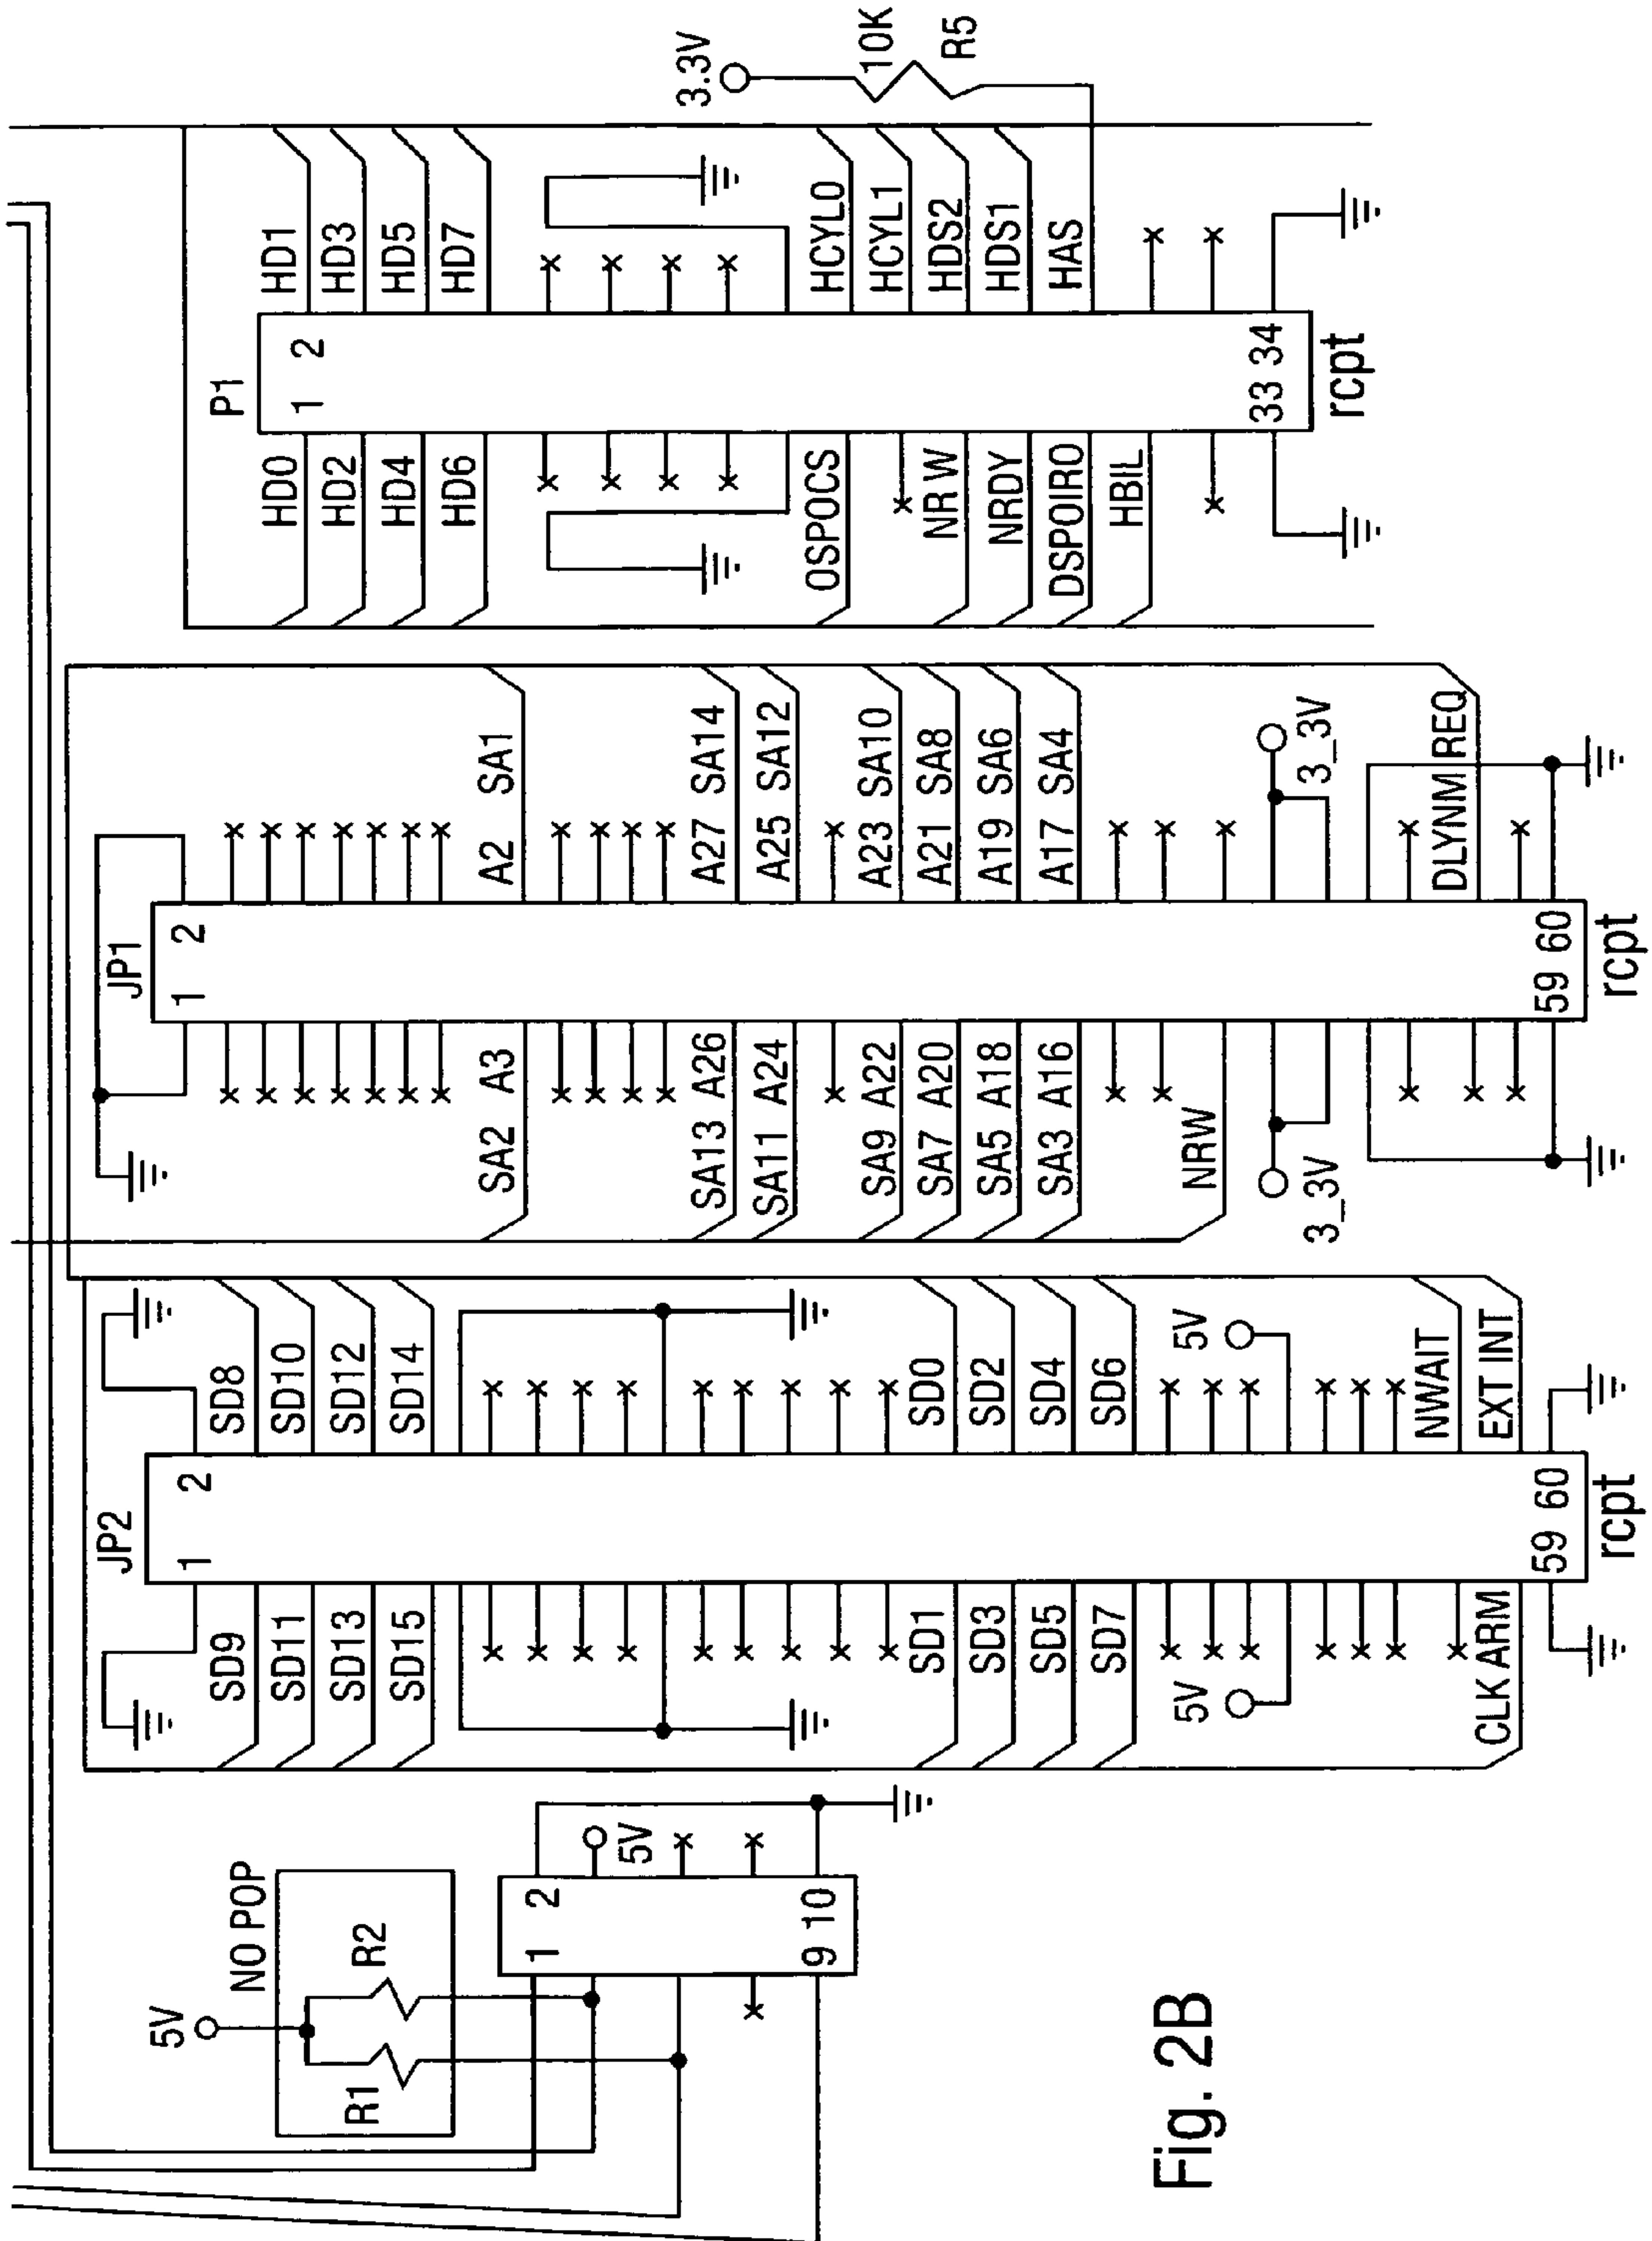 Fig. 2B
5V
NO POP
R1 R2
1 2
5V
9 10
JP2
1 2
SD9 SD8
SD11 SD10
SD13 SD12
SD15 SD14
SD1 SD0
SD3 SD2
SD5 SD4
SD7 SD6
5V 5V
NWAIT
CLK ARM EXT INT
59 60
rcpt
JP1
1 2
SA2 A3 A2 SA1
SA13 A26 A27 SA14
SA11 A24 A25 SA12
SA9 A22 A23 SA10
SA7 A20 A21 SA8
SA5 A18 A19 SA6
SA3 A16 A17 SA4
NRW
3_3V 3_3V
DLYNM REQ
59 60
rcpt
P1
1 2
HD0 HD1
HD2 HD3
HD4 HD5
HD6 HD7
OSPOCS HCYL0
HCYL1
NR W HDS2
NRDY HDS1
DSPOIRO HAS
HBIL
33 34
rcpt
3.3V
10K
R5